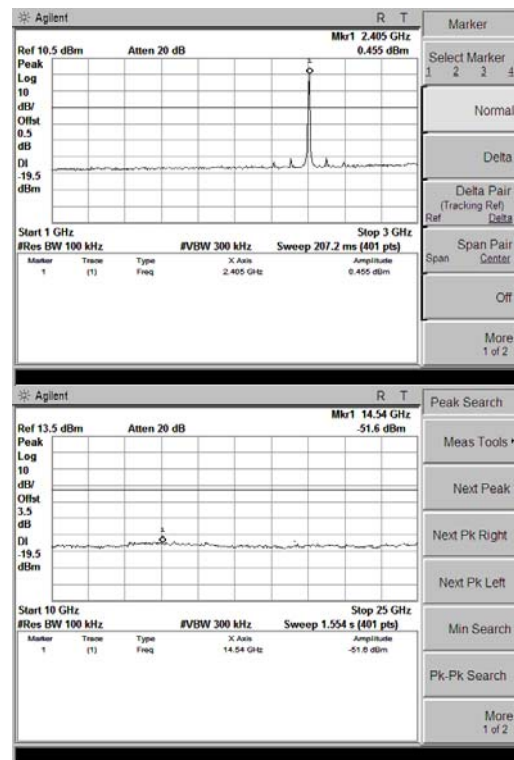 Agilent R T
Mkr1 2.405 GHz
Ref 10.5 dBm Atten 20 dB 0.455 dBm
Peak
Log
10
dB/
Offst
0.5
dB
DI
-19.5
dBm
1
Start 1 GHz Stop 3 GHz
#Res BW 100 kHz #VBW 300 kHz Sweep 207.2 ms (401 pts)
Marker Trace Type X Axis Amplitude
1 (1) Freq 2.405 GHz 0.455 dBm
Marker
Select Marker
1 2 3 4
Normal
Delta
Delta Pair
(Tracking Ref)
Ref Delta
Span Pair
Span Center
Off
More
1 of 2
Agilent R T
Mkr1 14.54 GHz
Ref 13.5 dBm Atten 20 dB -51.6 dBm
Peak
Log
10
dB/
Offst
3.5
dB
DI
-19.5
dBm
1
Start 10 GHz Stop 25 GHz
#Res BW 100 kHz #VBW 300 kHz Sweep 1.554 s (401 pts)
Marker Trace Type X Axis Amplitude
1 (1) Freq 14.54 GHz -51.6 dBm
Peak Search
Meas Tools
Next Peak
Next Pk Right
Next Pk Left
Min Search
Pk-Pk Search
More
1 of 2